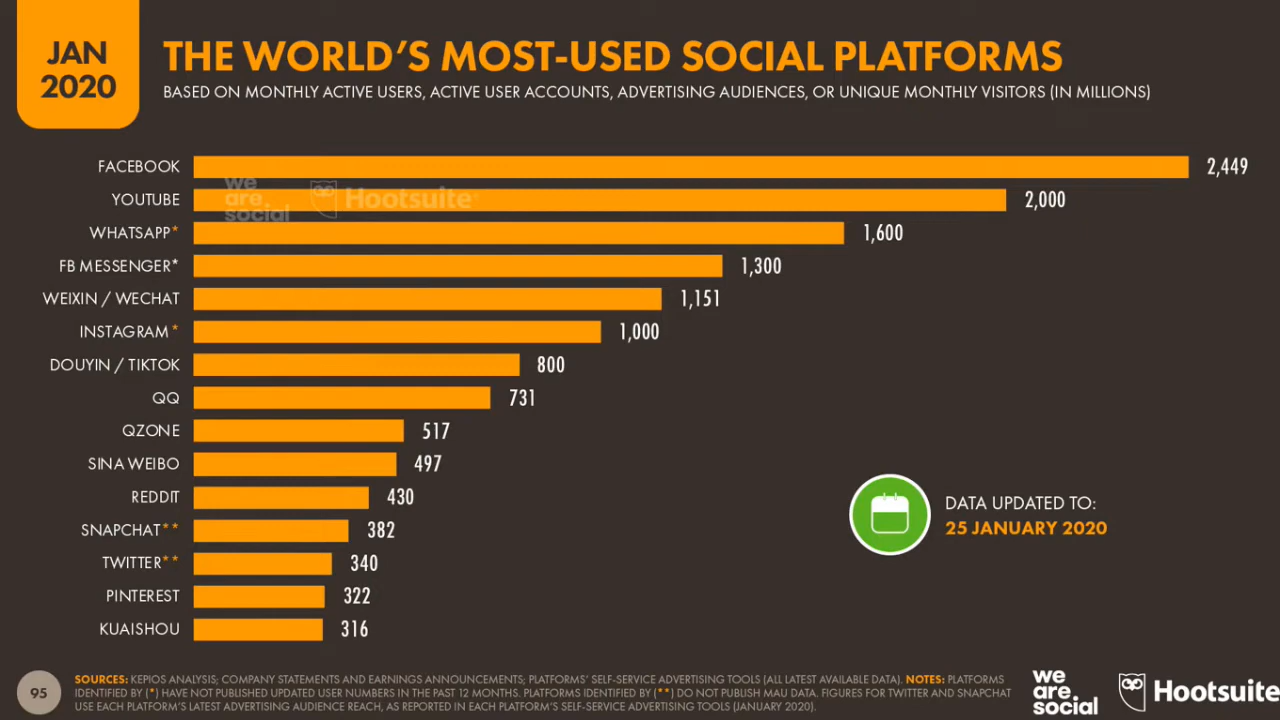 JAN
2020
THE WORLD'S MOST-USED SOCIAL PLATFORMS
BASED ON MONTHLY ACTIVE USERS, ACTIVE USER ACCOUNTS, ADVERTISING AUDIENCES, OR UNIQUE MONTHLY VISITORS (IN MILLIONS)
FACEBOOK 2,449
we are social Hootsuite®
YOUTUBE 2,000
WHATSAPP* 1,600
FB MESSENGER* 1,300
WEIXIN / WECHAT 1,151
INSTAGRAM* 1,000
DOUYIN / TIKTOK 800
QQ 731
QZONE 517
SINA WEIBO 497
REDDIT 430
SNAPCHAT** 382
TWITTER** 340
PINTEREST 322
KUAISHOU 316
DATA UPDATED TO:
25 JANUARY 2020
95
SOURCES: KEPIOS ANALYSIS; COMPANY STATEMENTS AND EARNINGS ANNOUNCEMENTS; PLATFORMS' SELF-SERVICE ADVERTISING TOOLS (ALL LATEST AVAILABLE DATA). NOTES: PLATFORMS
IDENTIFIED BY (*) HAVE NOT PUBLISHED UPDATED USER NUMBERS IN THE PAST 12 MONTHS. PLATFORMS IDENTIFIED BY (**) DO NOT PUBLISH MAU DATA. FIGURES FOR TWITTER AND SNAPCHAT
USE EACH PLATFORM'S LATEST ADVERTISING AUDIENCE REACH, AS REPORTED IN EACH PLATFORM'S SELF-SERVICE ADVERTISING TOOLS (JANUARY 2020).
we
are
social
Hootsuite